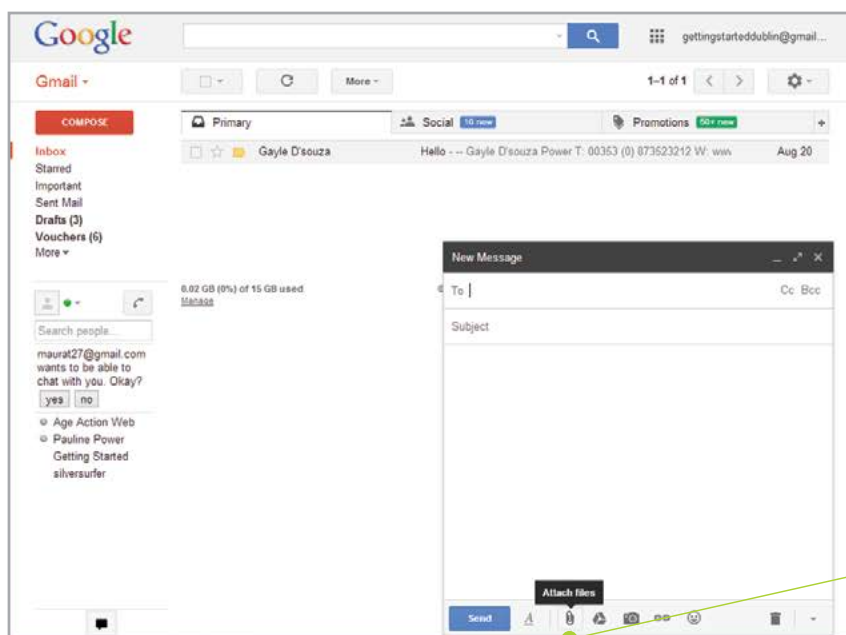 Google
gettingstarteddublin@gmail...
Gmail
More
1–1 of 1
COMPOSE
Primary
Social 10 new
Promotions 50+ new
+
Inbox
Gayle D'souza Hello - -- Gayle D'souza Power T: 00353 (0) 873523212 W: www Aug 20
Starred
Important
Sent Mail
Drafts (3)
Vouchers (6)
More
New Message
0.02 GB (0%) of 15 GB used
Manage
©
To
Cc Bcc
Search people...
Subject
maurat27@gmail.com
wants to be able to
chat with you. Okay?
yes no
Age Action Web
Pauline Power
Getting Started
silversurfer
Attach files
Send A